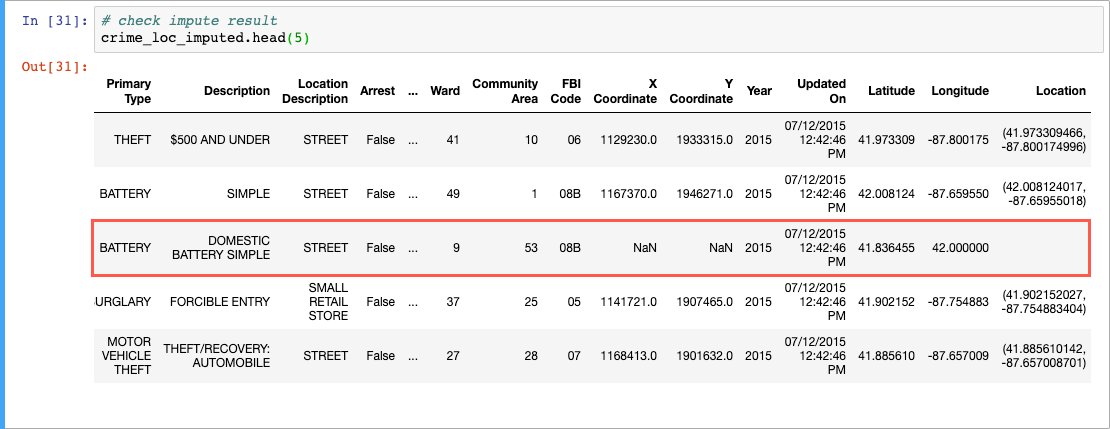 In [31]: # check impute result
crime_loc_imputed.head(5)
Out[31]:
Primary Type Description Location Description Arrest ... Ward Community Area FBI Code X Coordinate Y Coordinate Year Updated On Latitude Longitude Location
THEFT $500 AND UNDER STREET False ... 41 10 06 1129230.0 1933315.0 2015 07/12/2015 12:42:46 PM 41.973309 -87.800175 (41.973309466, -87.800174996)
BATTERY SIMPLE STREET False ... 49 1 08B 1167370.0 1946271.0 2015 07/12/2015 12:42:46 PM 42.008124 -87.659550 (42.008124017, -87.65955018)
BATTERY DOMESTIC BATTERY SIMPLE STREET False ... 9 53 08B NaN NaN 2015 07/12/2015 12:42:46 PM 41.836455 42.000000
URGLARY FORCIBLE ENTRY SMALL RETAIL STORE False ... 37 25 05 1141721.0 1907465.0 2015 07/12/2015 12:42:46 PM 41.902152 -87.754883 (41.902152027, -87.754883404)
MOTOR VEHICLE THEFT THEFT/RECOVERY: AUTOMOBILE STREET False ... 27 28 07 1168413.0 1901632.0 2015 07/12/2015 12:42:46 PM 41.885610 -87.657009 (41.885610142, -87.657008701)